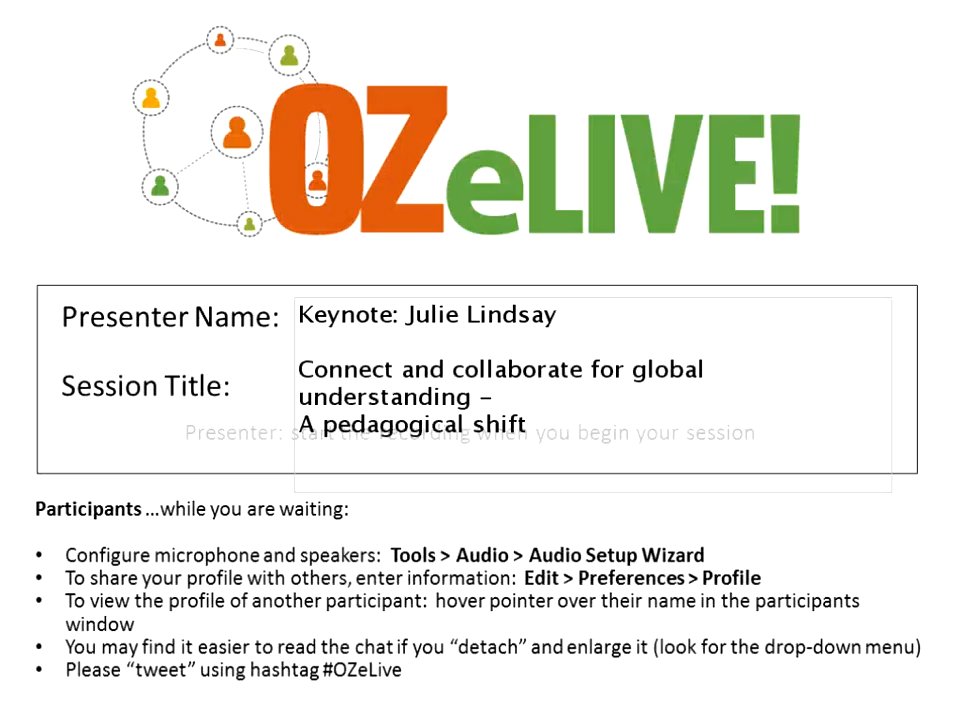 OZeLIVE!
Presenter Name: Keynote: Julie Lindsay
Session Title: Connect and collaborate for global
understanding –
A pedagogical shift
Presenter: start the recording when you begin your session
Participants ...while you are waiting:
• Configure microphone and speakers: Tools > Audio > Audio Setup Wizard
• To share your profile with others, enter information: Edit > Preferences > Profile
• To view the profile of another participant: hover pointer over their name in the participants
window
• You may find it easier to read the chat if you “detach” and enlarge it (look for the drop-down menu)
• Please “tweet” using hashtag #OZeLive